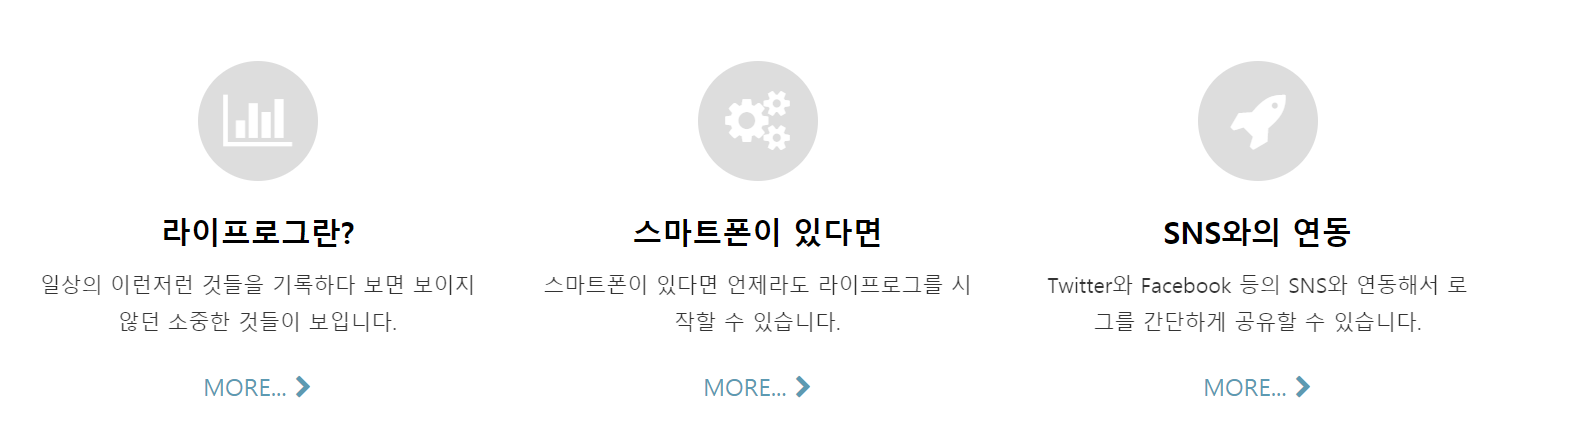 라이프로그란?
일상의 이런저런 것들을 기록하다 보면 보이지
않던 소중한 것들이 보입니다.
MORE...
스마트폰이 있다면
스마트폰이 있다면 언제라도 라이프로그를 시
작할 수 있습니다.
MORE...
SNS와의 연동
Twitter와 Facebook 등의 SNS와 연동해서 로
그를 간단하게 공유할 수 있습니다.
MORE...